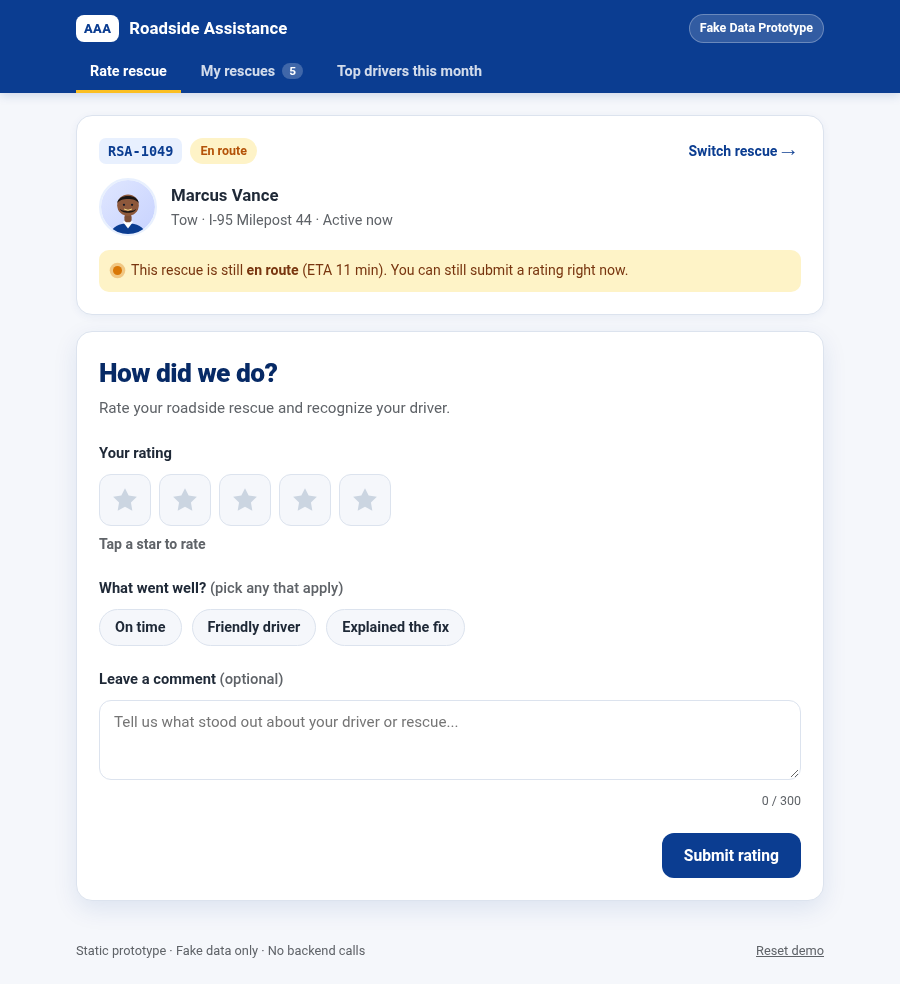 AAA Roadside Assistance Fake Data Prototype
Rate rescue My rescues 5 Top drivers this month
RSA-1049 En route Switch rescue →
Marcus Vance
Tow · I-95 Milepost 44 · Active now
This rescue is still en route (ETA 11 min). You can still submit a rating right now.
How did we do?
Rate your roadside rescue and recognize your driver.
Your rating
Tap a star to rate
What went well? (pick any that apply)
On time Friendly driver Explained the fix
Leave a comment (optional)
Tell us what stood out about your driver or rescue...
0 / 300
Submit rating
Static prototype · Fake data only · No backend calls Reset demo